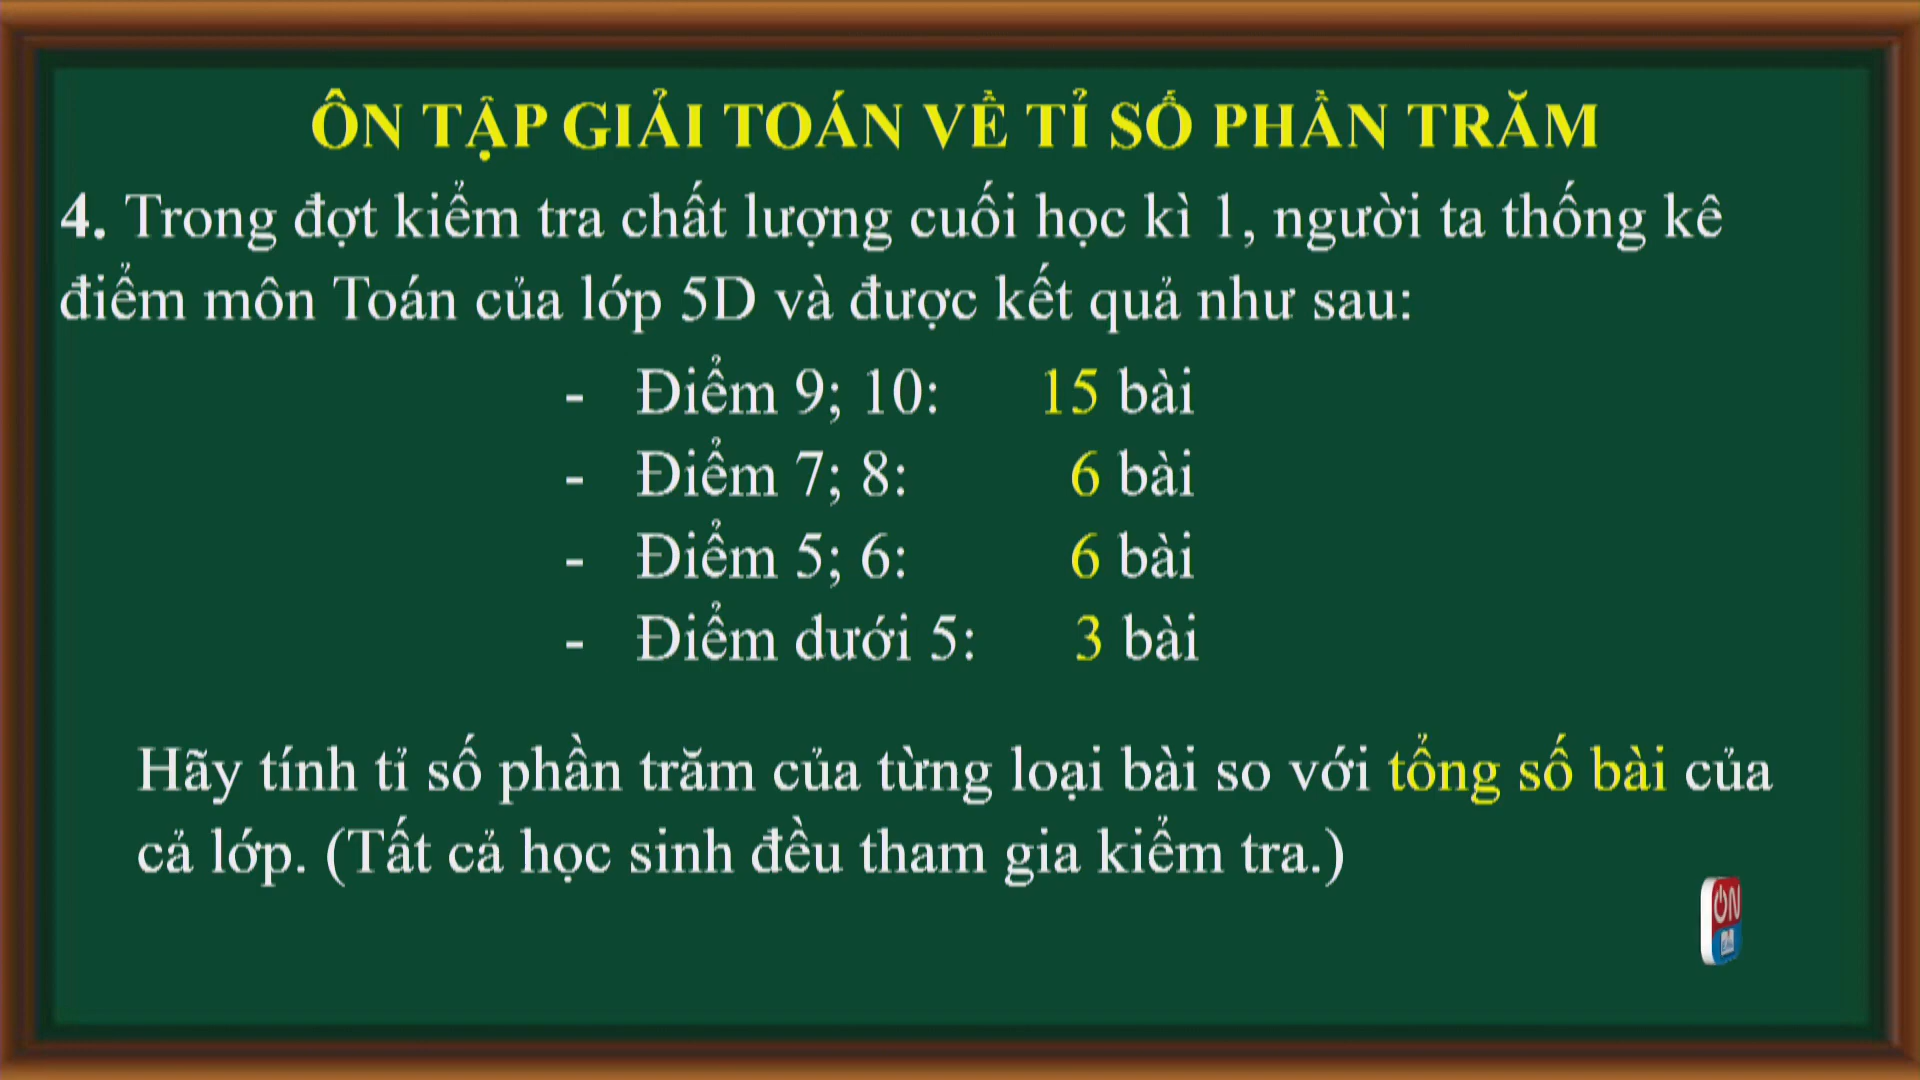 ÔN TẬP GIẢI TOÁN VỀ TỈ SỐ PHẦN TRĂM
4. Trong đợt kiểm tra chất lượng cuối học kì 1, người ta thống kê
điểm môn Toán của lớp 5D và được kết quả như sau:
- Điểm 9; 10: 15 bài
- Điểm 7; 8: 6 bài
- Điểm 5; 6: 6 bài
- Điểm dưới 5: 3 bài
Hãy tính tỉ số phần trăm của từng loại bài so với tổng số bài của
cả lớp. (Tất cả học sinh đều tham gia kiểm tra.)
ON